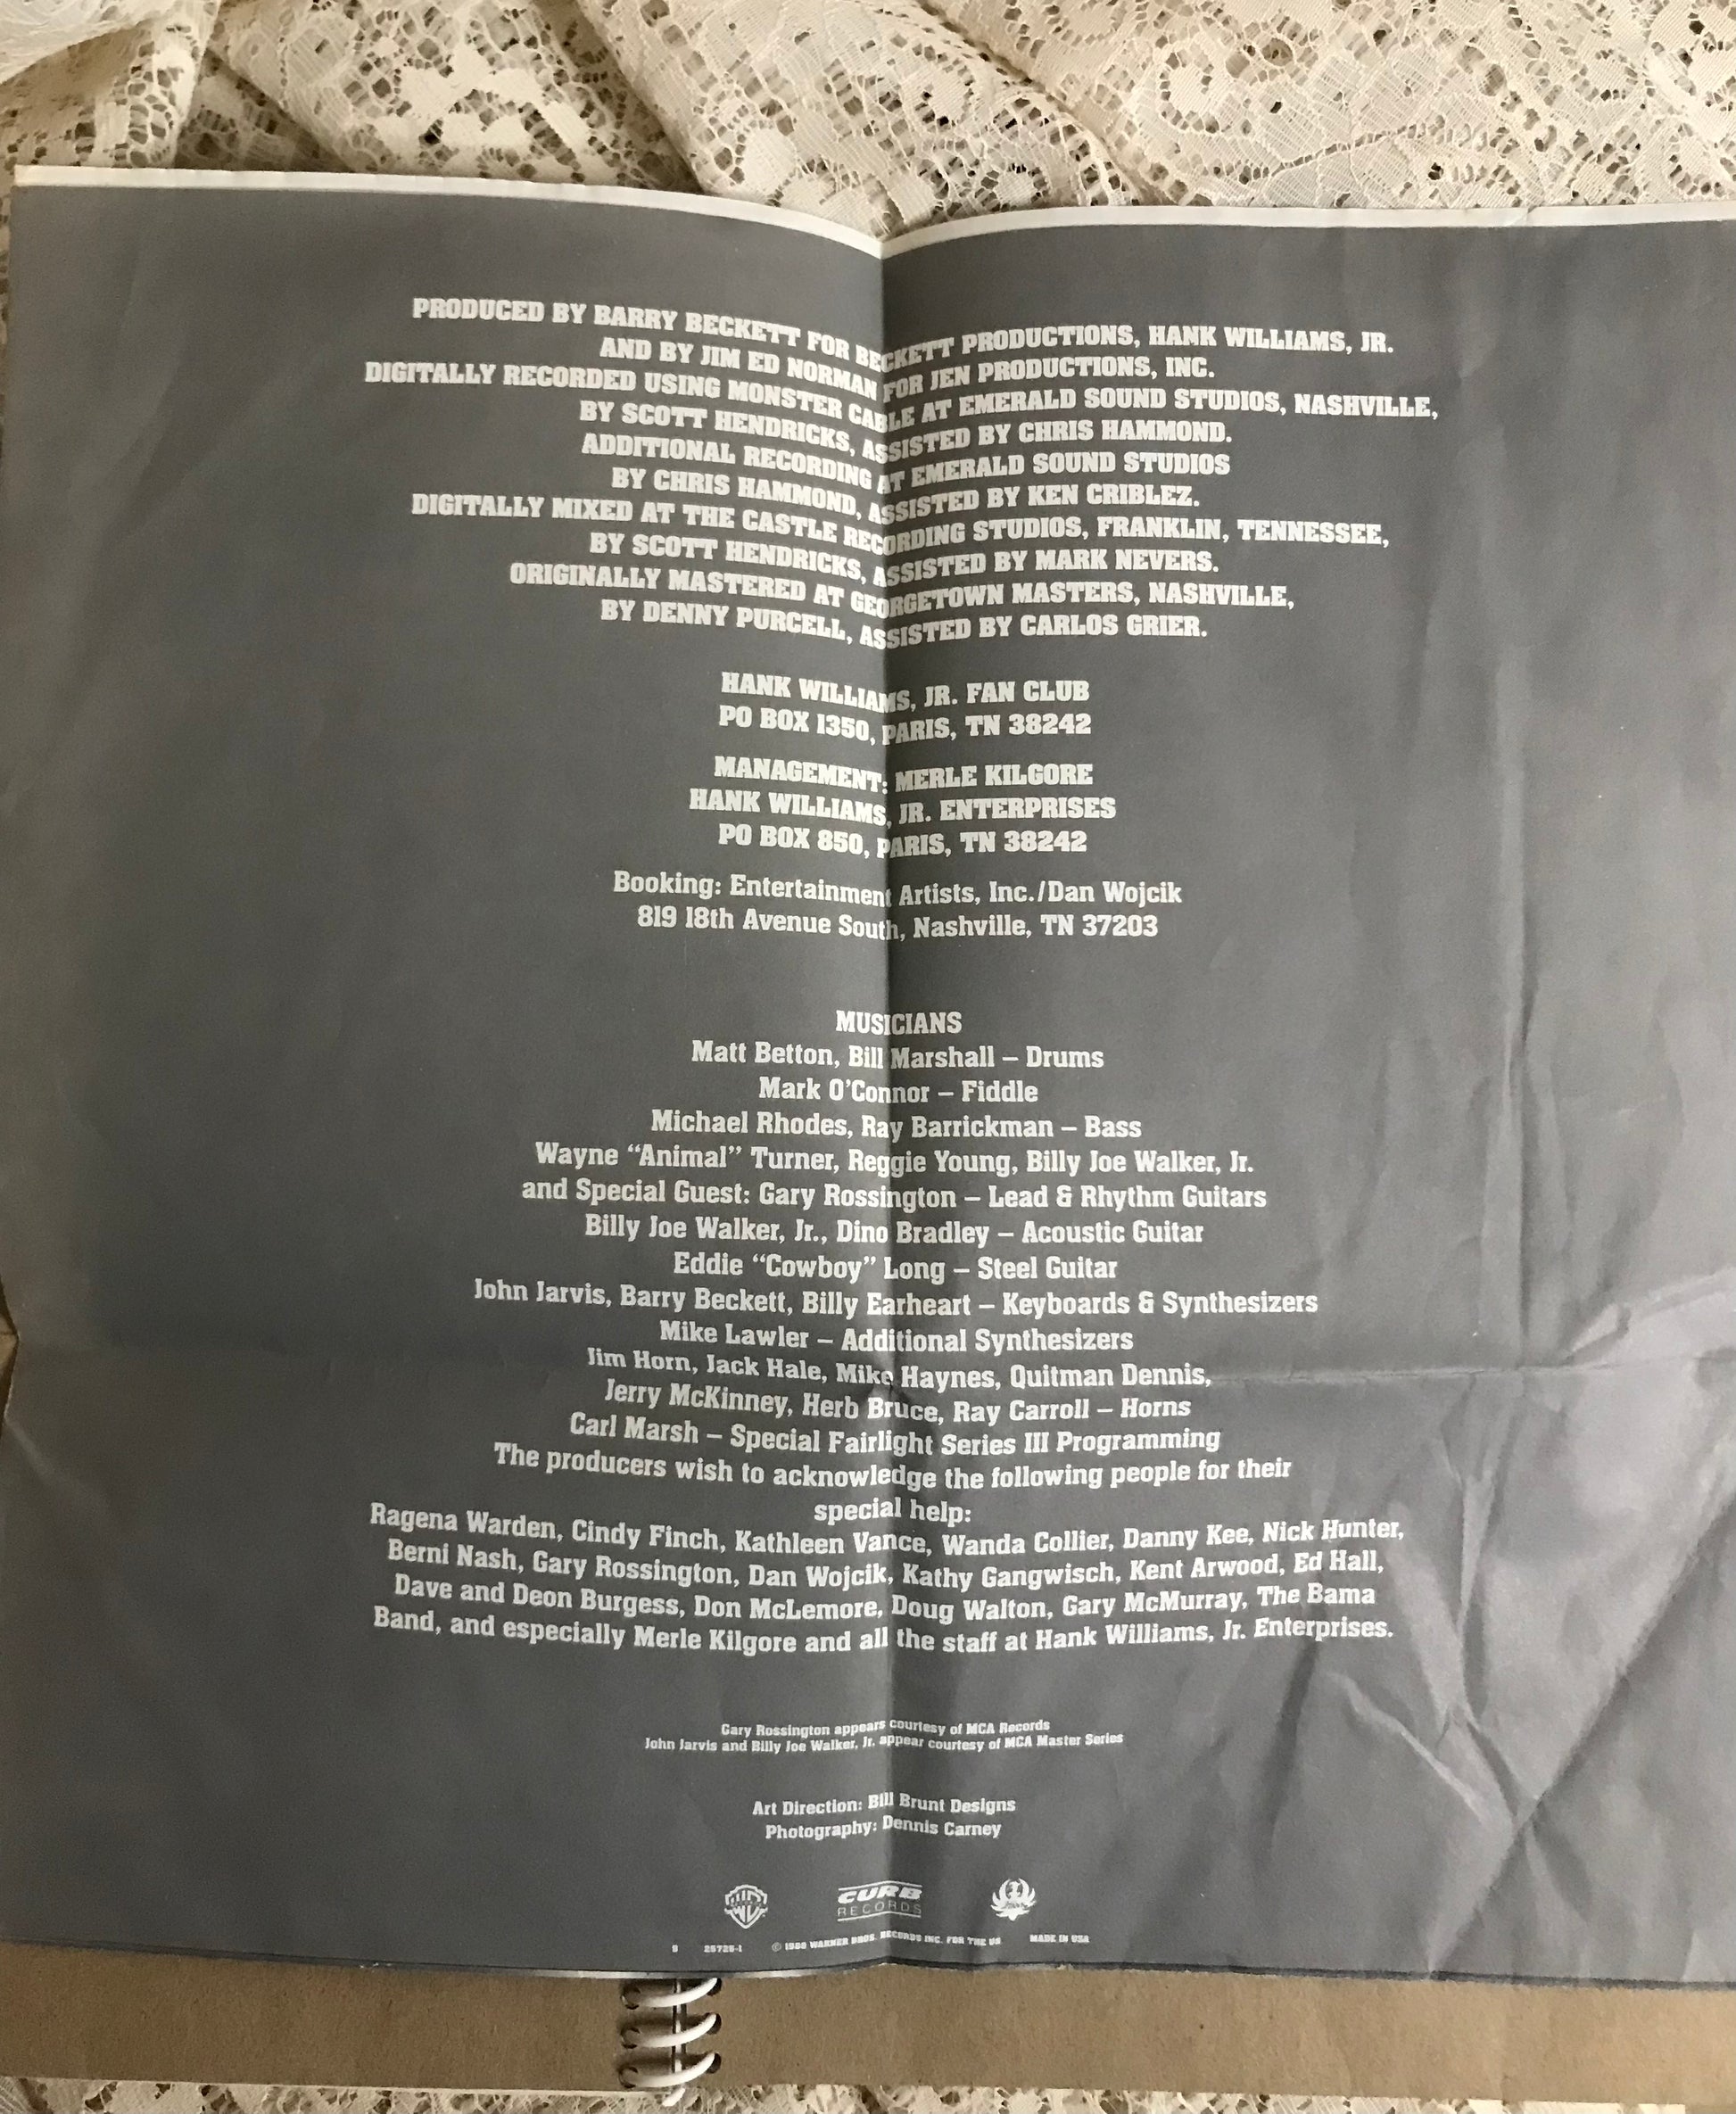 PRODUCED BY BARRY BECKETT FOR BECKETT PRODUCTIONS, HANK WILLIAMS, JR.
AND BY JIM ED NORMAN FOR JEN PRODUCTIONS, INC.
DIGITALLY RECORDED USING MONSTER CABLE AT EMERALD SOUND STUDIOS, NASHVILLE,
BY SCOTT HENDRICKS, ASSISTED BY CHRIS HAMMOND.
ADDITIONAL RECORDING AT EMERALD SOUND STUDIOS
BY CHRIS HAMMOND, ASSISTED BY KEN CRIBLEZ.
DIGITALLY MIXED AT THE CASTLE RECORDING STUDIOS, FRANKLIN, TENNESSEE,
BY SCOTT HENDRICKS, ASSISTED BY MARK NEVERS.
ORIGINALLY MASTERED AT GEORGETOWN MASTERS, NASHVILLE,
BY DENNY PURCELL, ASSISTED BY CARLOS GRIER.
HANK WILLIAMS, JR. FAN CLUB
PO BOX 1350, PARIS, TN 38242
MANAGEMENT: MERLE KILGORE
HANK WILLIAMS, JR. ENTERPRISES
PO BOX 850, PARIS, TN 38242
Booking: Entertainment Artists, Inc./Dan Wojcik
819 18th Avenue South, Nashville, TN 37203
MUSICIANS
Matt Betton, Bill Marshall – Drums
Mark O’Connor – Fiddle
Michael Rhodes, Ray Barrickman – Bass
Wayne “Animal” Turner, Reggie Young, Billy Joe Walker, Jr.
and Special Guest: Gary Rossington – Lead & Rhythm Guitars
Billy Joe Walker, Jr., Dino Bradley – Acoustic Guitar
Eddie “Cowboy” Long – Steel Guitar
John Jarvis, Barry Beckett, Billy Earheart – Keyboards & Synthesizers
Mike Lawler – Additional Synthesizers
Jim Horn, Jack Hale, Mike Haynes, Quitman Dennis,
Jerry McKinney, Herb Bruce, Ray Carroll – Horns
Carl Marsh – Special Fairlight Series III Programming
The producers wish to acknowledge the following people for their
special help:
Ragena Warden, Cindy Finch, Kathleen Vance, Wanda Collier, Danny Kee, Nick Hunter,
Berni Nash, Gary Rossington, Dan Wojcik, Kathy Gangwisch, Kent Arwood, Ed Hall,
Dave and Deon Burgess, Don McLemore, Doug Walton, Gary McMurray, The Bama
Band, and especially Merle Kilgore and all the staff at Hank Williams, Jr. Enterprises.
Gary Rossington appears courtesy of MCA Records
John Jarvis and Billy Joe Walker, Jr. appear courtesy of MCA Master Series
Art Direction: Bill Brunt Designs
Photography: Dennis Carney
WB CURB
RECORDS
9 25725-1 © 1988 WARNER BROS. RECORDS INC. FOR THE US MADE IN USA